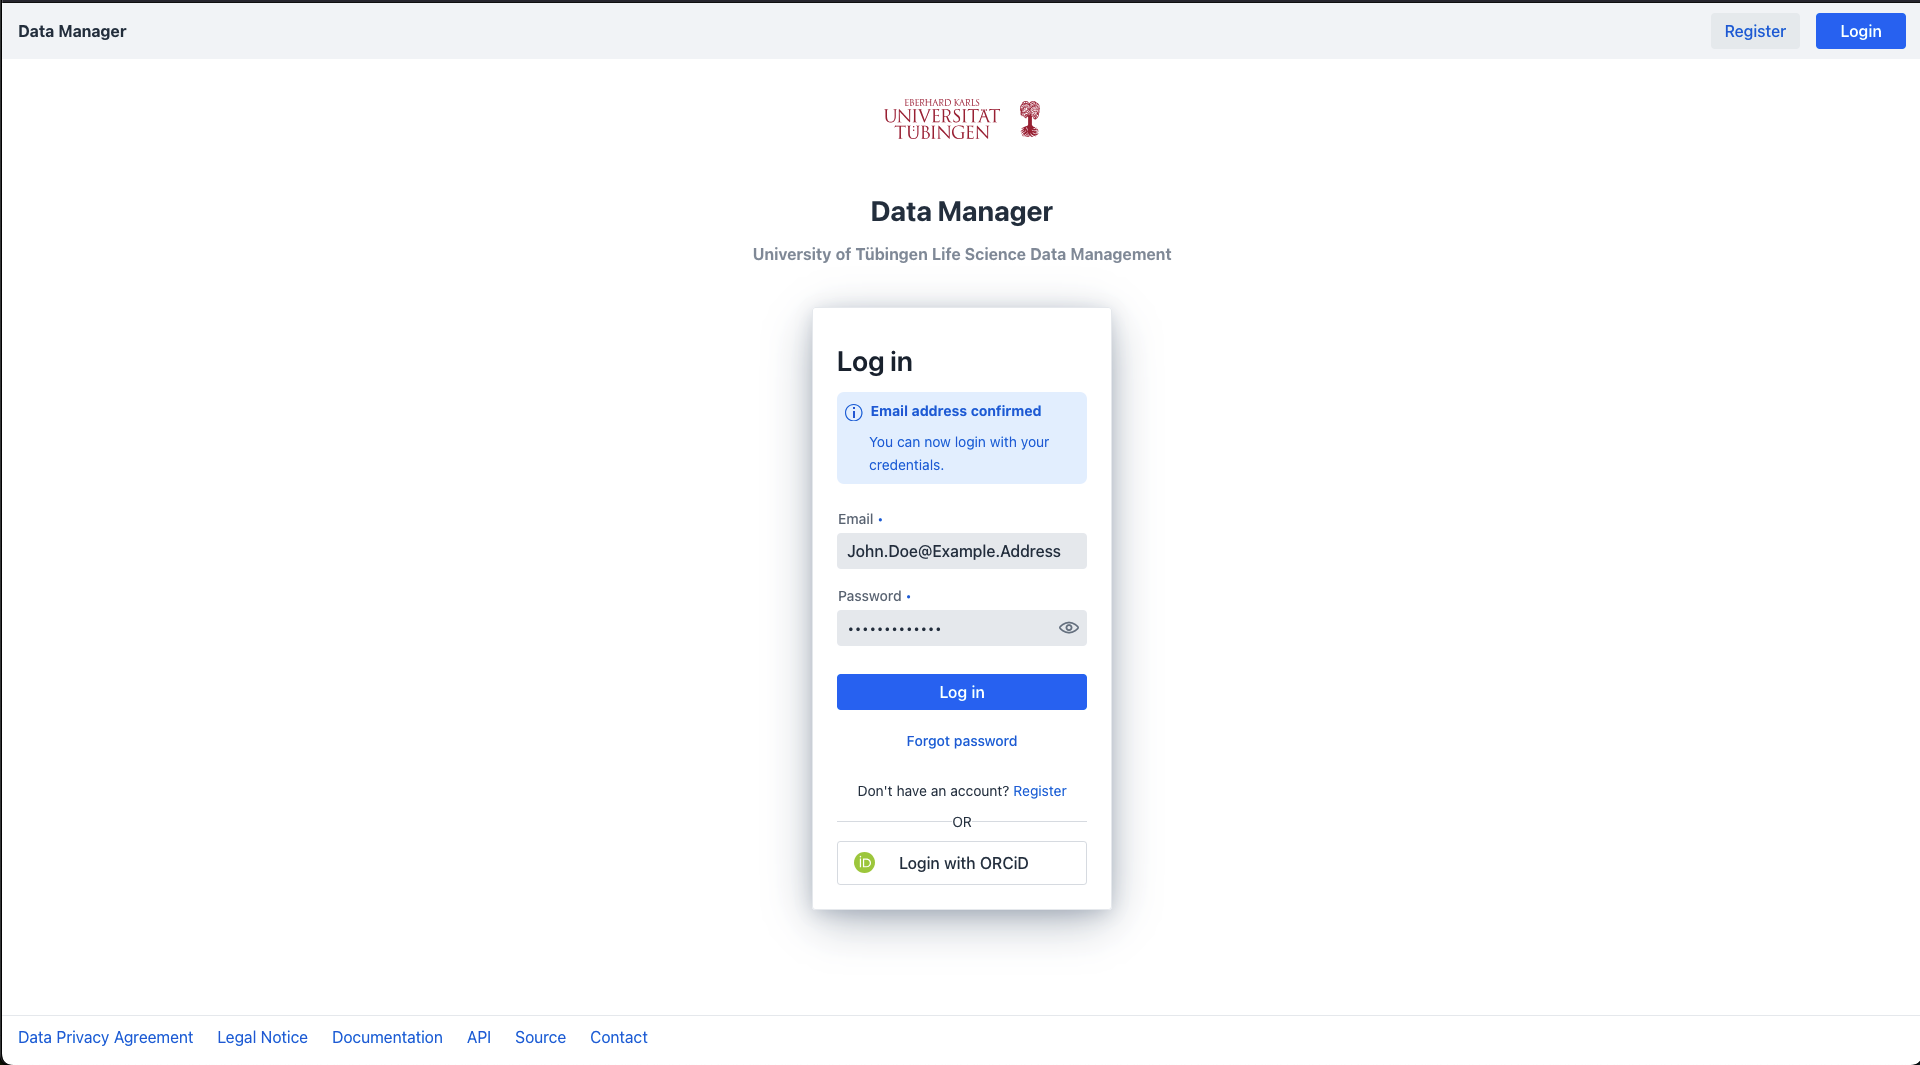 Data Manager
Register
Login
EBERHARD KARLS
UNIVERSITÄT
TÜBINGEN
Data Manager
University of Tübingen Life Science Data Management
Log in
Email address confirmed
You can now login with your
credentials.
Email •
John.Doe@Example.Address
Password •
•••••••••••••
Log in
Forgot password
Don't have an account? Register
OR
iD Login with ORCiD
Data Privacy Agreement Legal Notice Documentation API Source Contact